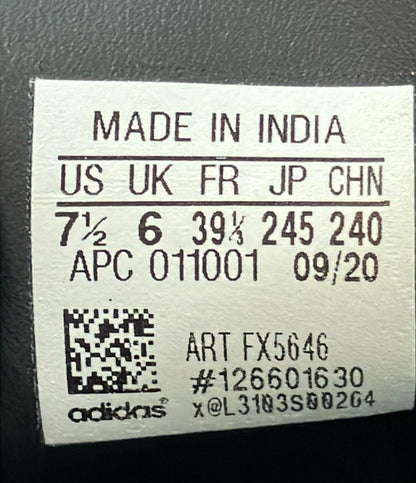 MADE IN INDIA
US UK FR JP CHN
7½ 6 39⅓ 245 240
APC 011001 09/20
ART FX5646
#126601630
adidas® x@L3103S00264